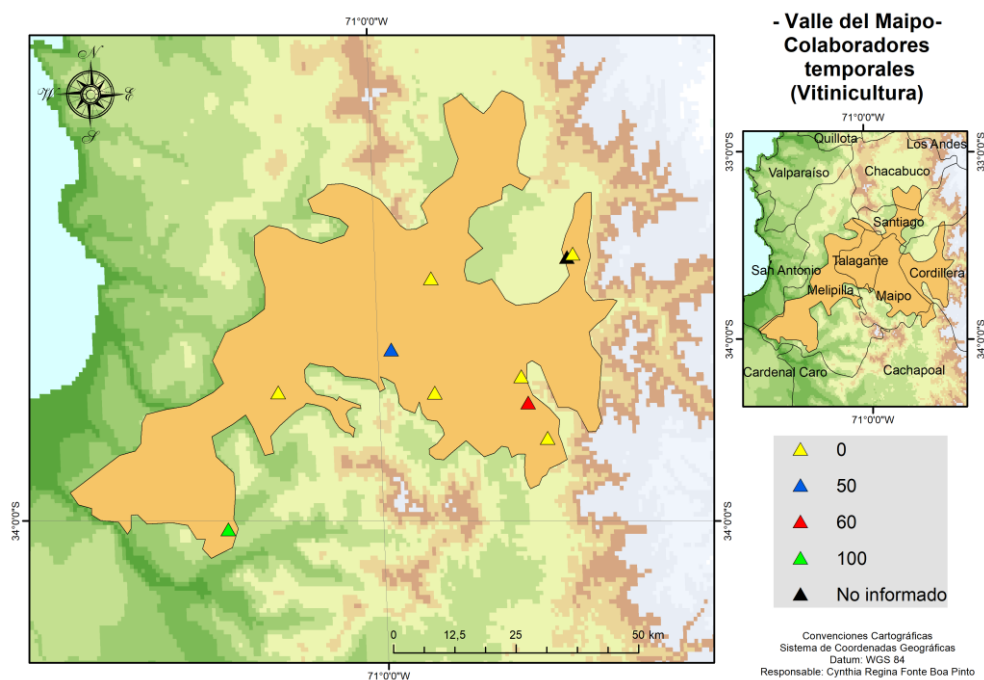 - Valle del Maipo-
Colaboradores
temporales
(Vitinicultura)
71°0'0"W
N
W
E
S
34°0'0"S
34°0'0"S
0 12,5 25 50 km
71°0'0"W
71°0'0"W
33°0'0"S
33°0'0"S
Quillota
Los Andes
Valparaíso
Chacabuco
Santiago
Talagante
San Antonio
Cordillera
Melipilla
Maipo
34°0'0"S
34°0'0"S
Cardenal Caro
Cachapoal
71°0'0"W
0
50
60
100
No informado
Convenciones Cartográficas
Sistema de Coordenadas Geográficas
Datum: WGS 84
Responsable: Cynthia Regina Fonte Boa Pinto